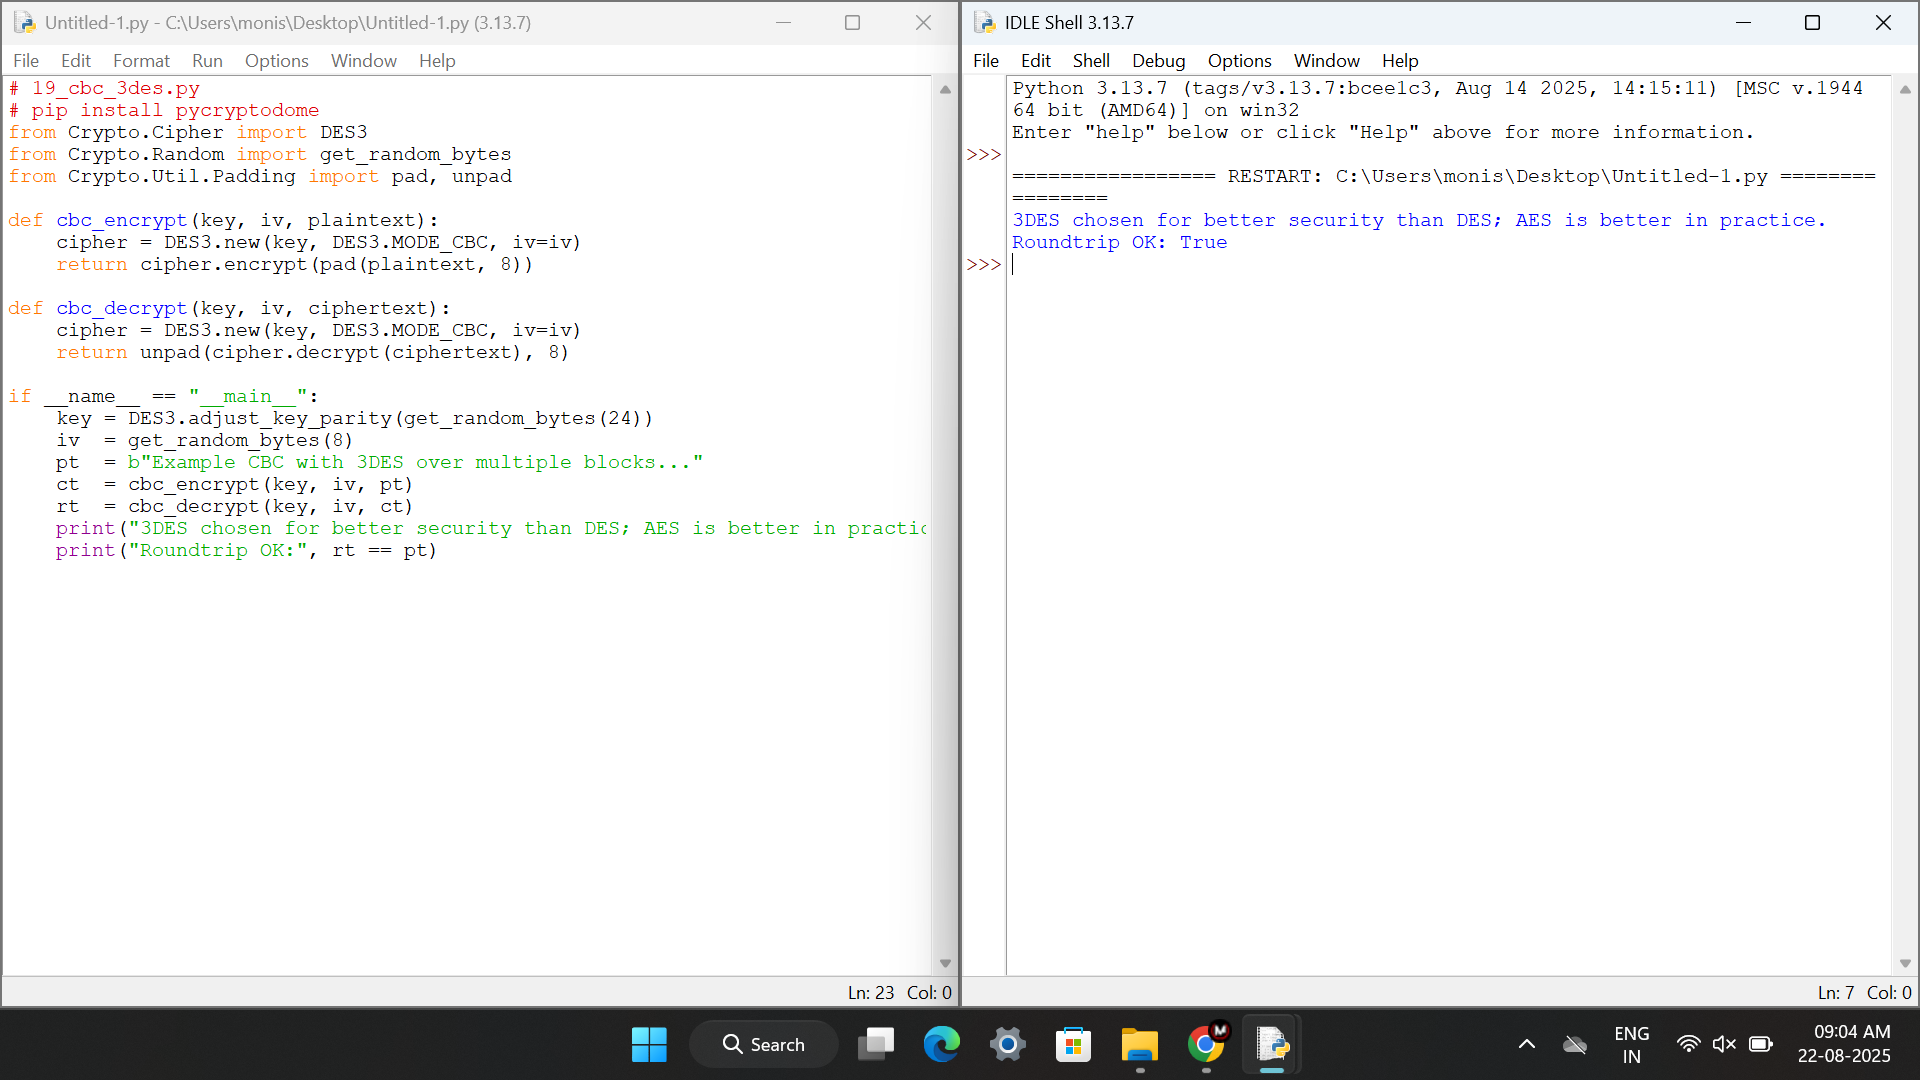 Untitled-1.py - C:\Users\monis\Desktop\Untitled-1.py (3.13.7)
File Edit Format Run Options Window Help
# 19_cbc_3des.py
# pip install pycryptodome
from Crypto.Cipher import DES3
from Crypto.Random import get_random_bytes
from Crypto.Util.Padding import pad, unpad
def cbc_encrypt(key, iv, plaintext):
    cipher = DES3.new(key, DES3.MODE_CBC, iv=iv)
    return cipher.encrypt(pad(plaintext, 8))
def cbc_decrypt(key, iv, ciphertext):
    cipher = DES3.new(key, DES3.MODE_CBC, iv=iv)
    return unpad(cipher.decrypt(ciphertext), 8)
if __name__ == "__main__":
    key = DES3.adjust_key_parity(get_random_bytes(24))
    iv  = get_random_bytes(8)
    pt  = b"Example CBC with 3DES over multiple blocks..."
    ct  = cbc_encrypt(key, iv, pt)
    rt  = cbc_decrypt(key, iv, ct)
    print("3DES chosen for better security than DES; AES is better in practic
    print("Roundtrip OK:", rt == pt)
Ln: 23 Col: 0
IDLE Shell 3.13.7
File Edit Shell Debug Options Window Help
Python 3.13.7 (tags/v3.13.7:bcee1c3, Aug 14 2025, 14:15:11) [MSC v.1944
64 bit (AMD64)] on win32
Enter "help" below or click "Help" above for more information.
>>>
================= RESTART: C:\Users\monis\Desktop\Untitled-1.py ========
========
3DES chosen for better security than DES; AES is better in practice.
Roundtrip OK: True
>>>
Ln: 7 Col: 0
Search
M
ENG
IN
09:04 AM
22-08-2025